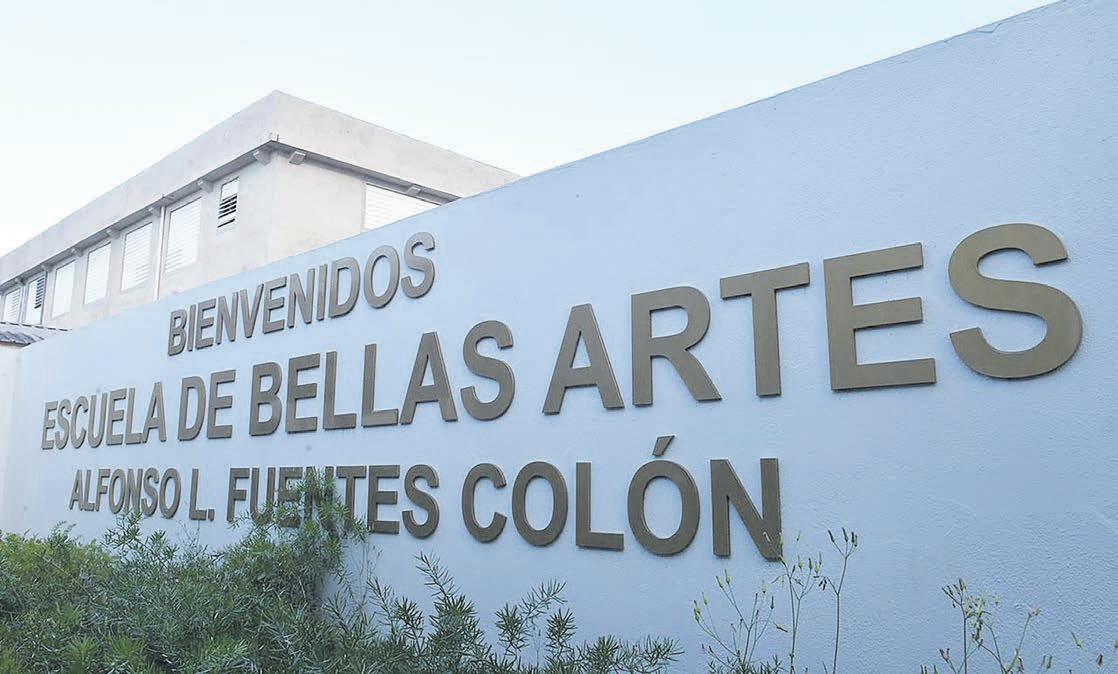 BIENVENIDOS
ESCUELA DE BELLAS ARTES
ALFONSO L. FUENTES COLÓN